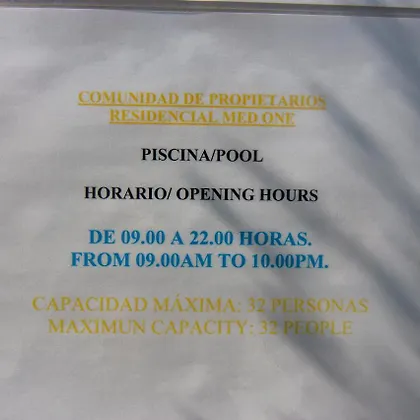 COMUNIDAD DE PROPIETARIOS
RESIDENCIAL MED ONE
PISCINA/POOL
HORARIO/ OPENING HOURS
DE 09.00 A 22.00 HORAS.
FROM 09.00AM TO 10.00PM.
CAPACIDAD MÁXIMA: 32 PERSONAS
MAXIMUN CAPACITY: 32 PEOPLE